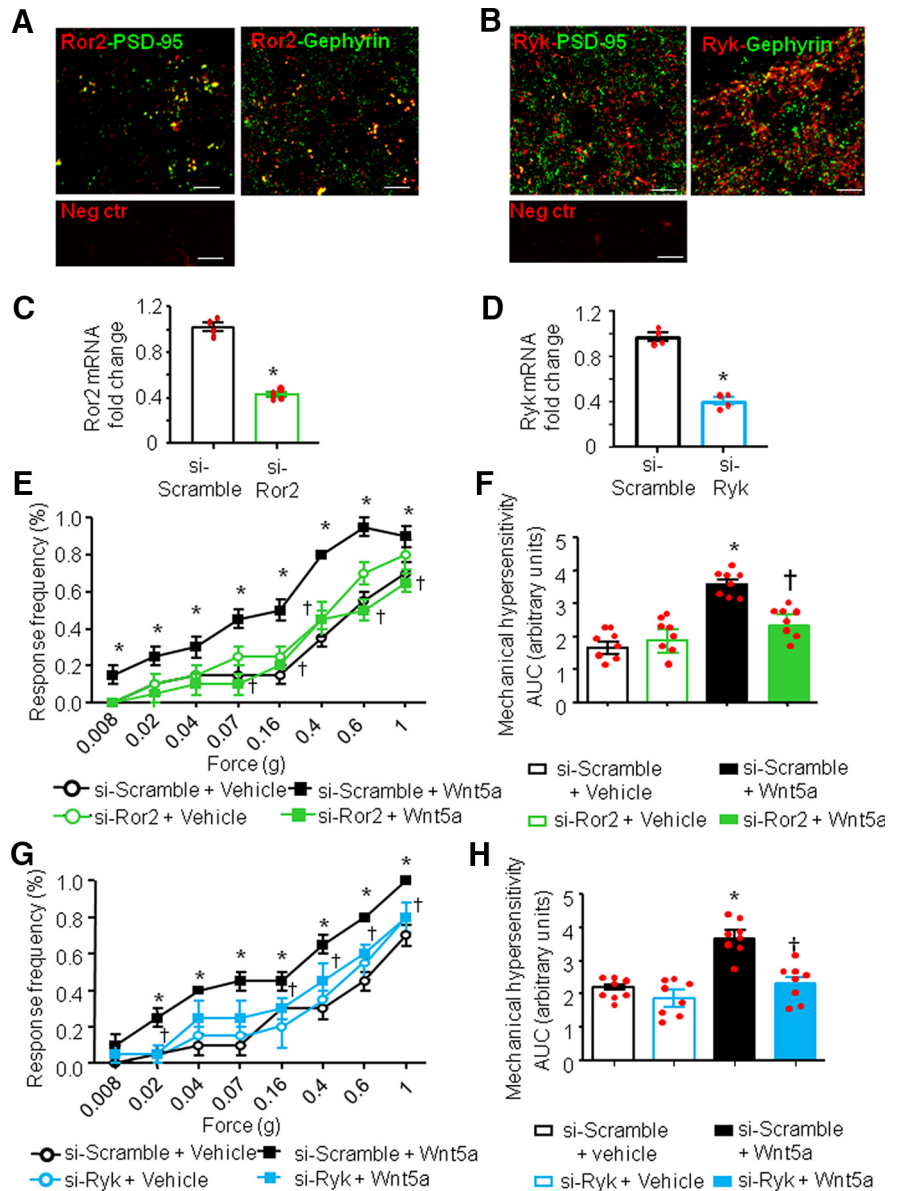 A
B
Ror2-PSD-95
Ror2-Gephyrin
Ryk-PSD-95
Ryk-Gephyrin
Neg ctr
Neg ctr
C
Ror2 mRNA
fold change
1.2
0.8
0.4
0
*
si-
Scramble
si-
Ror2
D
Ryk mRNA
fold change
1.2
0.8
0.4
0
*
si-
Scramble
si-
Ryk
E
Response frequency (%)
1.0
0.8
0.6
0.4
0.2
0.0
* * * * * * * *
† † † † †
0.008 0.02 0.04 0.07 0.16 0.4 0.6 1
Force (g)
si-Scramble + Vehicle
si-Scramble + Wnt5a
si-Ror2 + Vehicle
si-Ror2 + Wnt5a
F
Mechanical hypersensitivity
AUC (arbitrary units)
5
4
3
2
1
0
*
†
si-Scramble
+ Vehicle
si-Scramble
+ Wnt5a
si-Ror2 + Vehicle
si-Ror2 + Wnt5a
G
Response frequency (%)
1.0
0.8
0.6
0.4
0.2
0.0
* * * * * * *
† † † † †
0.008 0.02 0.04 0.07 0.16 0.4 0.6 1
Force (g)
si-Scramble + Vehicle
si-Scramble + Wnt5a
si-Ryk + Vehicle
si-Ryk + Wnt5a
H
Mechanical hypersensitivity
AUC (arbitrary units)
5
4
3
2
1
0
*
†
si-Scramble
+ vehicle
si-Scramble
+ Wnt5a
si-Ryk + Vehicle
si-Ryk + Wnt5a